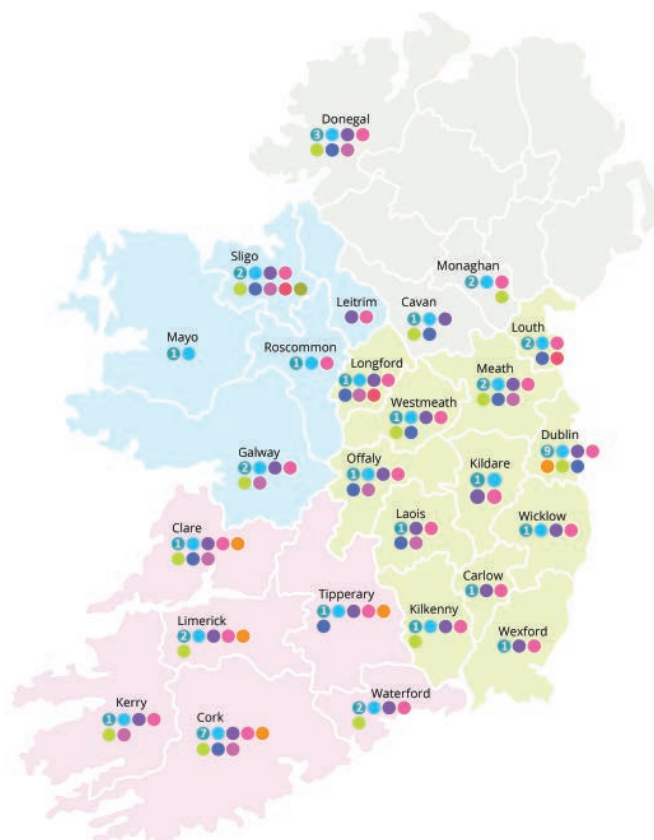 Donegal
3
Sligo
2
Monaghan
2
Leitrim
Cavan
1
Louth
2
Mayo
1
Roscommon
1
Longford
1
Meath
2
Westmeath
1
Dublin
9
Galway
2
Offaly
1
Kildare
1
Clare
1
Laois
1
Wicklow
1
Carlow
1
Tipperary
1
Limerick
2
Kilkenny
1
Wexford
1
Kerry
1
Cork
7
Waterford
2